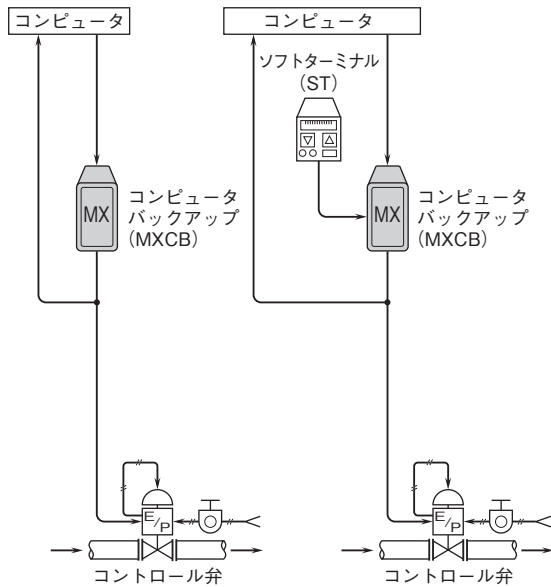 コンピュータ
MX
コンピュータ
バックアップ
(MXCB)
E/P
コントロール弁
コンピュータ
ソフトターミナル
(ST)
MX
コンピュータ
バックアップ
(MXCB)
E/P
コントロール弁